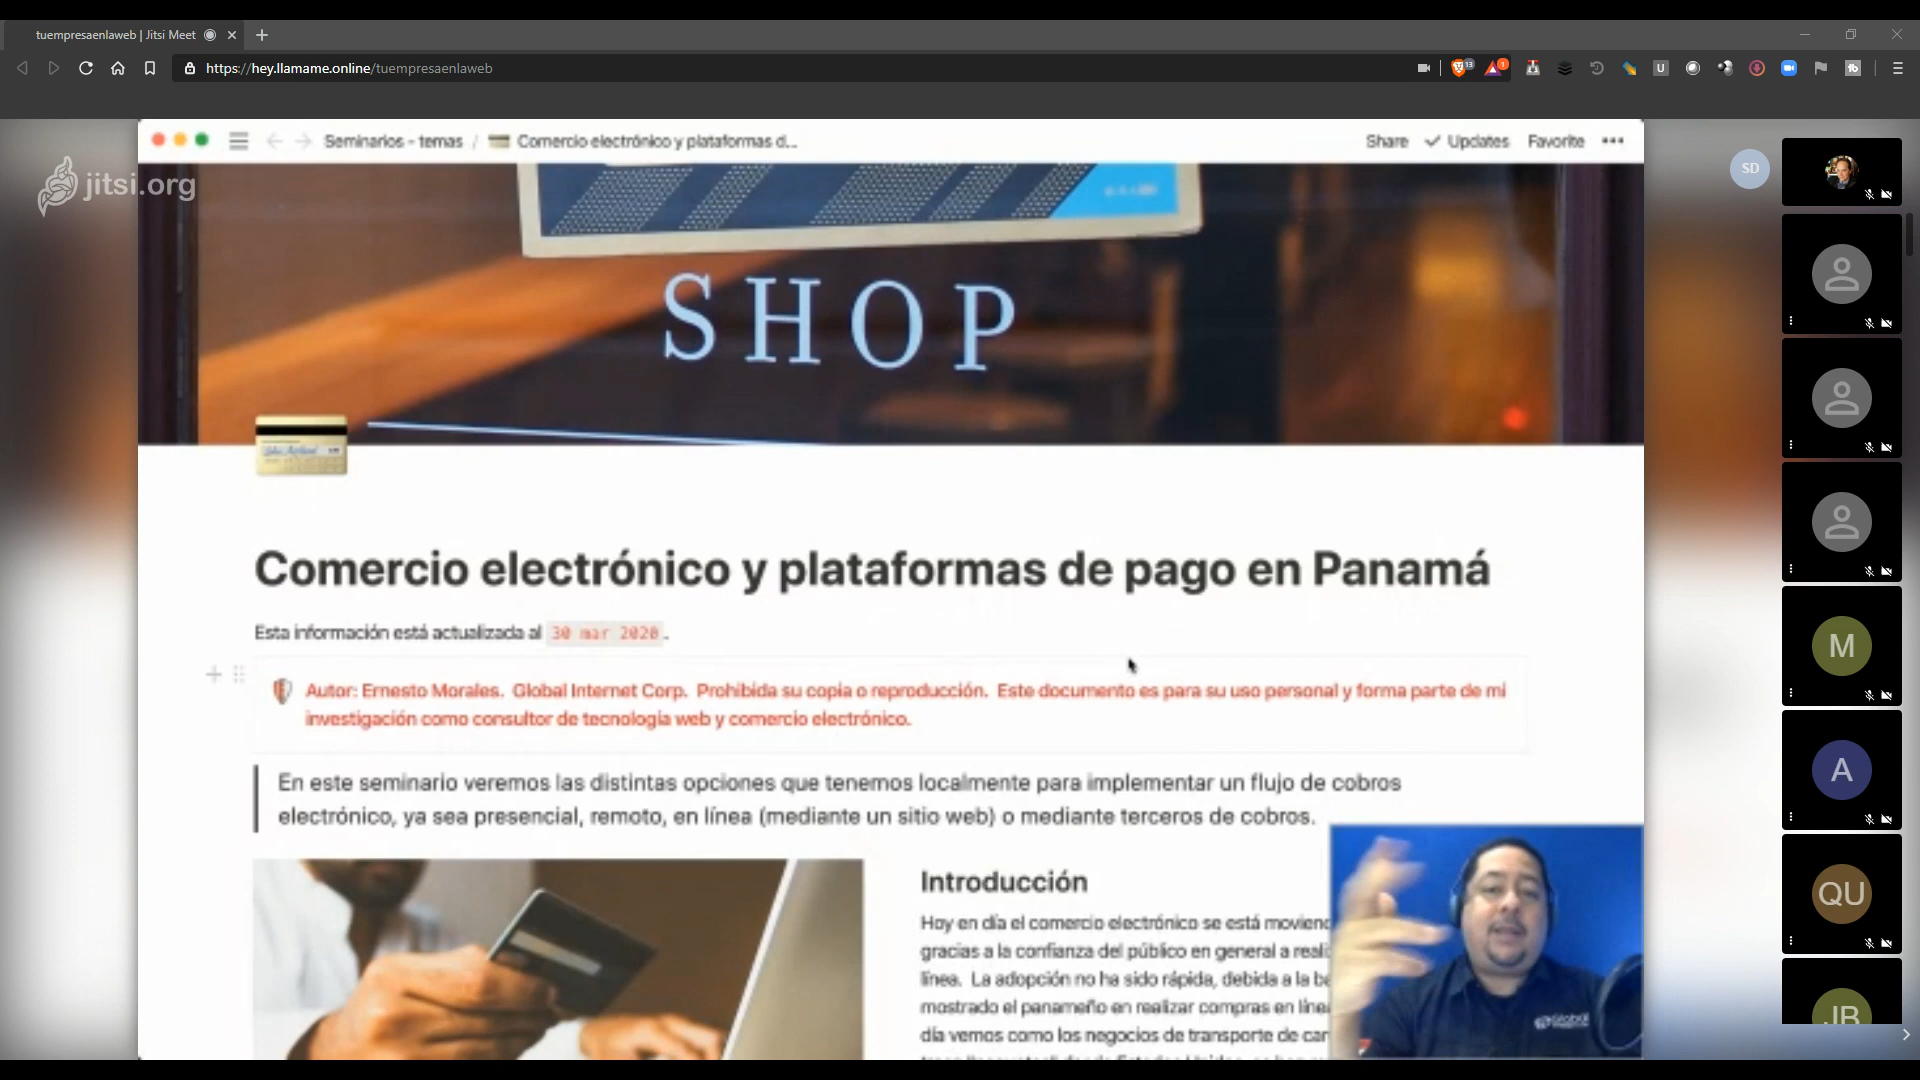 tuempresaenlaweb | Jitsi Meet
https://hey.llamame.online/tuempresaenlaweb
13
1
U
jitsi.org
Seminarios - temas / Comercio electrónico y plataformas d...
Share Updates Favorite
SD
SHOP
Comercio electrónico y plataformas de pago en Panamá
Esta información está actualizada al 30 mar 2020.
Autor: Ernesto Morales. Global Internet Corp. Prohibida su copia o reproducción. Este documento es para su uso personal y forma parte de mi
investigación como consultor de tecnología web y comercio electrónico.
En este seminario veremos las distintas opciones que tenemos localmente para implementar un flujo de cobros
electrónico, ya sea presencial, remoto, en línea (mediante un sitio web) o mediante terceros de cobros.
Introducción
Hoy en día el comercio electrónico se está moviend
gracias a la confianza del público en general a reali
línea. La adopción no ha sido rápida, debida a la ba
mostrado el panameño en realizar compras en líne
día vemos como los negocios de transporte de car
Global
M
A
QU
JB